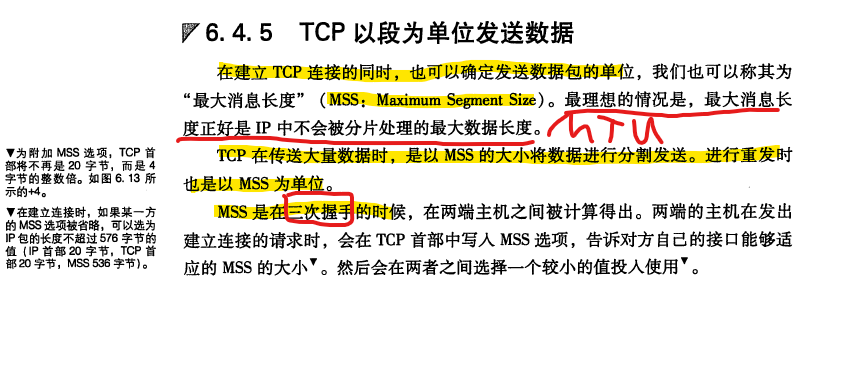 6. 4. 5 TCP 以段为单位发送数据
在建立 TCP 连接的同时，也可以确定发送数据包的单位，我们也可以称其为
“最大消息长度”（MSS：Maximum Segment Size）。最理想的情况是，最大消息长
度正好是 IP 中不会被分片处理的最大数据长度。
MTU
TCP 在传送大量数据时，是以 MSS 的大小将数据进行分割发送。进行重发时
也是以 MSS 为单位。
MSS 是在三次握手的时候，在两端主机之间被计算得出。两端的主机在发出
建立连接的请求时，会在 TCP 首部中写入 MSS 选项，告诉对方自己的接口能够适
应的 MSS 的大小▼。然后会在两者之间选择一个较小的值投入使用▼。
▼为附加 MSS 选项，TCP 首
部将不再是 20 字节，而是 4
字节的整数倍。如图 6. 13 所
示的+4。
▼在建立连接时，如果某一方
的 MSS 选项被省略，可以选为
IP 包的长度不超过 576 字节的
值（IP 首部 20 字节，TCP 首
部 20 字节，MSS 536 字节）。